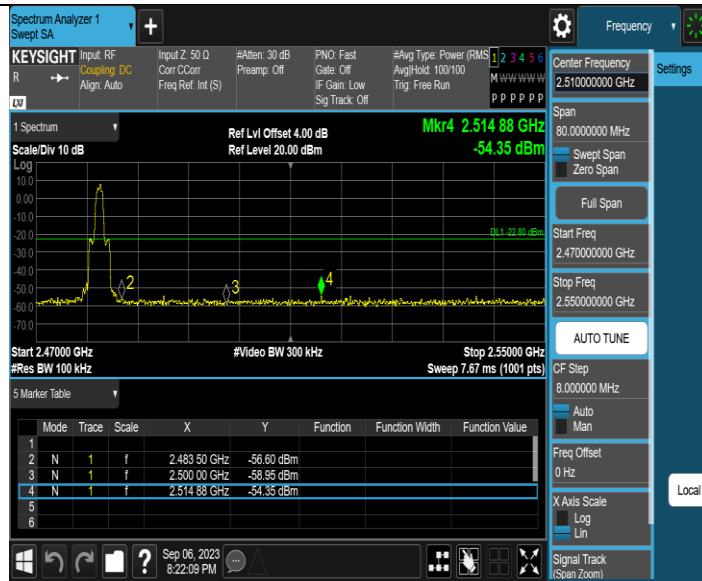 Spectrum Analyzer 1
Swept SA
+
Frequency
KEYSIGHT
R
LXI
Input: RF
Coupling: DC
Align: Auto
Input Z: 50 Ω
Corr CCorr
Freq Ref: Int (S)
#Atten: 30 dB
Preamp: Off
PNO: Fast
Gate: Off
IF Gain: Low
Sig Track: Off
#Avg Type: Power (RMS
Avg|Hold: 100/100
Trig: Free Run
1 2 3 4 5 6
M W W W W W
P P P P P P
1 Spectrum
Scale/Div 10 dB
Ref Lvl Offset 4.00 dB
Ref Level 20.00 dBm
Mkr4 2.514 88 GHz
-54.35 dBm
Log
10.0
0.00
-10.0
-20.0
-30.0
-40.0
-50.0
-60.0
-70.0
DL1 -22.80 dBm
2
3
4
Start 2.47000 GHz
#Res BW 100 kHz
#Video BW 300 kHz
Stop 2.55000 GHz
Sweep 7.67 ms (1001 pts)
5 Marker Table
Mode Trace Scale X Y Function Function Width Function Value
1
2 N 1 f 2.483 50 GHz -56.60 dBm
3 N 1 f 2.500 00 GHz -58.95 dBm
4 N 1 f 2.514 88 GHz -54.35 dBm
5
6
?
Sep 06, 2023
8:22:09 PM
Center Frequency
2.510000000 GHz
Settings
Span
80.0000000 MHz
Swept Span
Zero Span
Full Span
Start Freq
2.470000000 GHz
Stop Freq
2.550000000 GHz
AUTO TUNE
CF Step
8.000000 MHz
Auto
Man
Freq Offset
0 Hz
X Axis Scale
Log
Lin
Local
Signal Track
(Span Zoom)